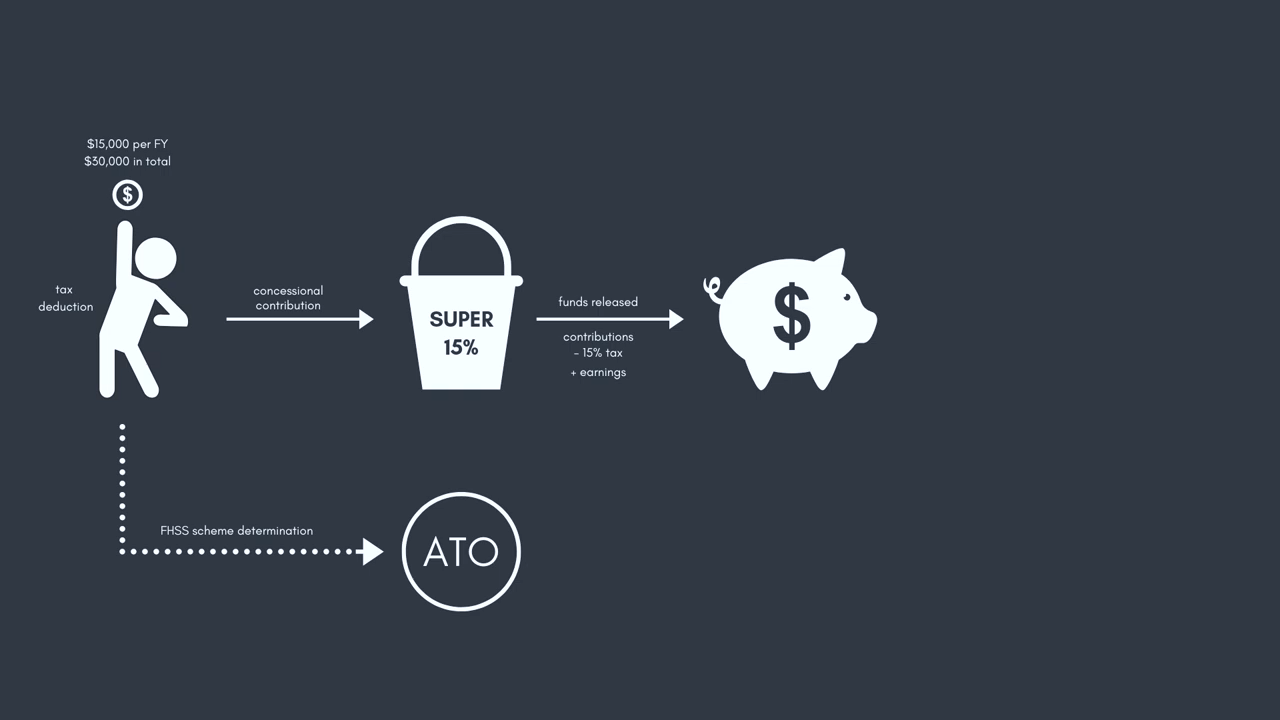 $15,000 per FY
$30,000 in total
$
tax
deduction
concessional
contribution
SUPER
15%
funds released
contributions
- 15% tax
+ earnings
$
FHSS scheme determination
ATO